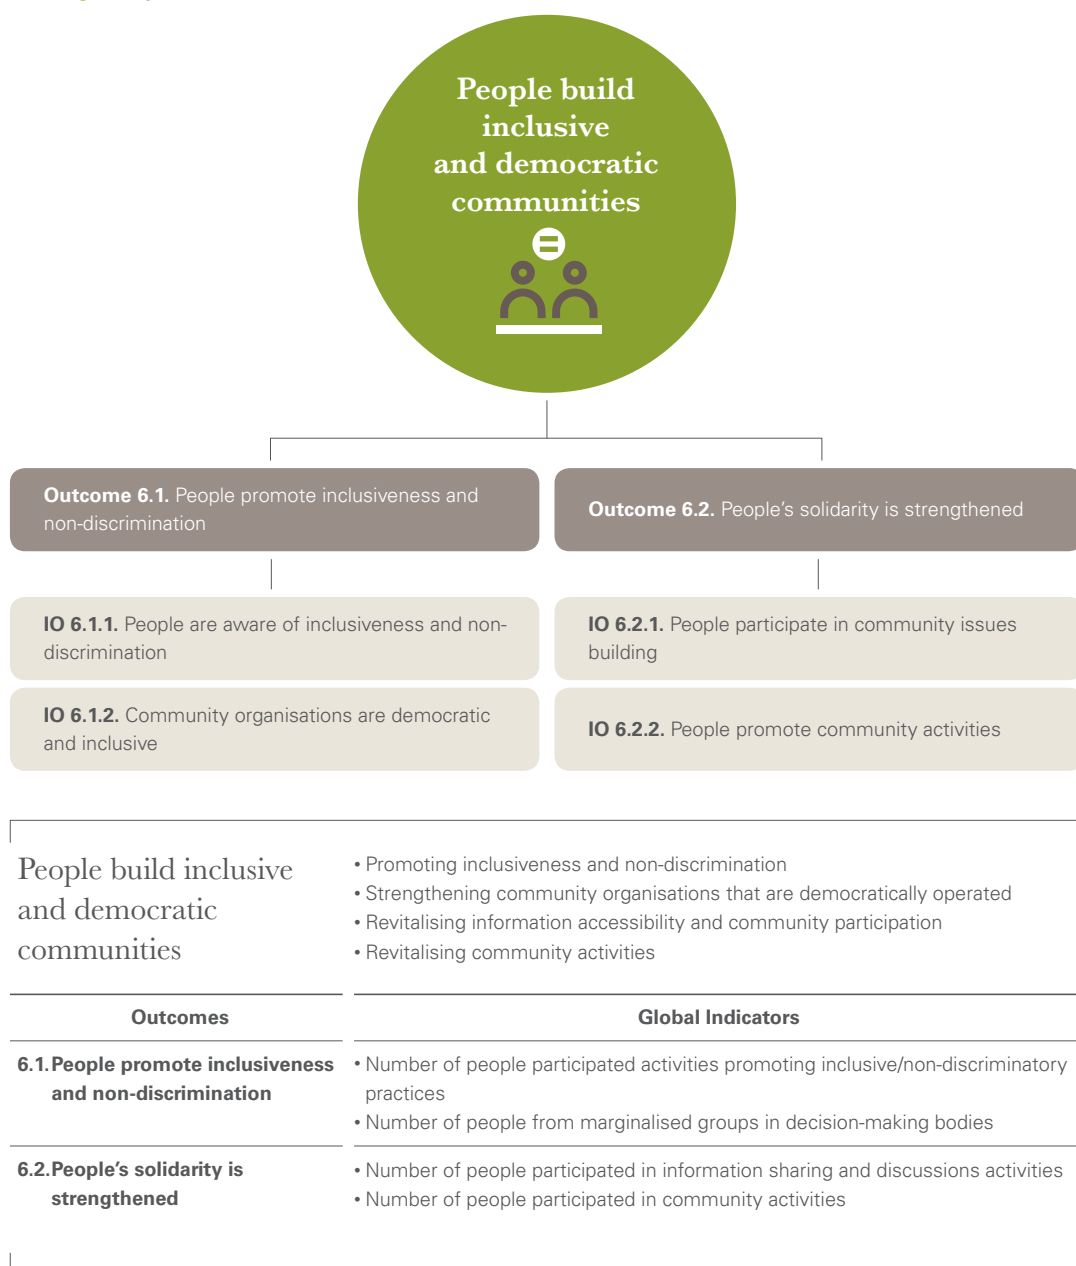 People build
inclusive
and democratic
communities
Outcome 6.1. People promote inclusiveness and
non-discrimination
Outcome 6.2. People's solidarity is strengthened
IO 6.1.1. People are aware of inclusiveness and non-
discrimination
IO 6.2.1. People participate in community issues
building
IO 6.1.2. Community organisations are democratic
and inclusive
IO 6.2.2. People promote community activities
People build inclusive
and democratic
communities
• Promoting inclusiveness and non-discrimination
• Strengthening community organisations that are democratically operated
• Revitalising information accessibility and community participation
• Revitalising community activities
Outcomes
Global Indicators
6.1. People promote inclusiveness
and non-discrimination
• Number of people participated activities promoting inclusive/non-discriminatory
practices
• Number of people from marginalised groups in decision-making bodies
6.2. People's solidarity is
strengthened
• Number of people participated in information sharing and discussions activities
• Number of people participated in community activities